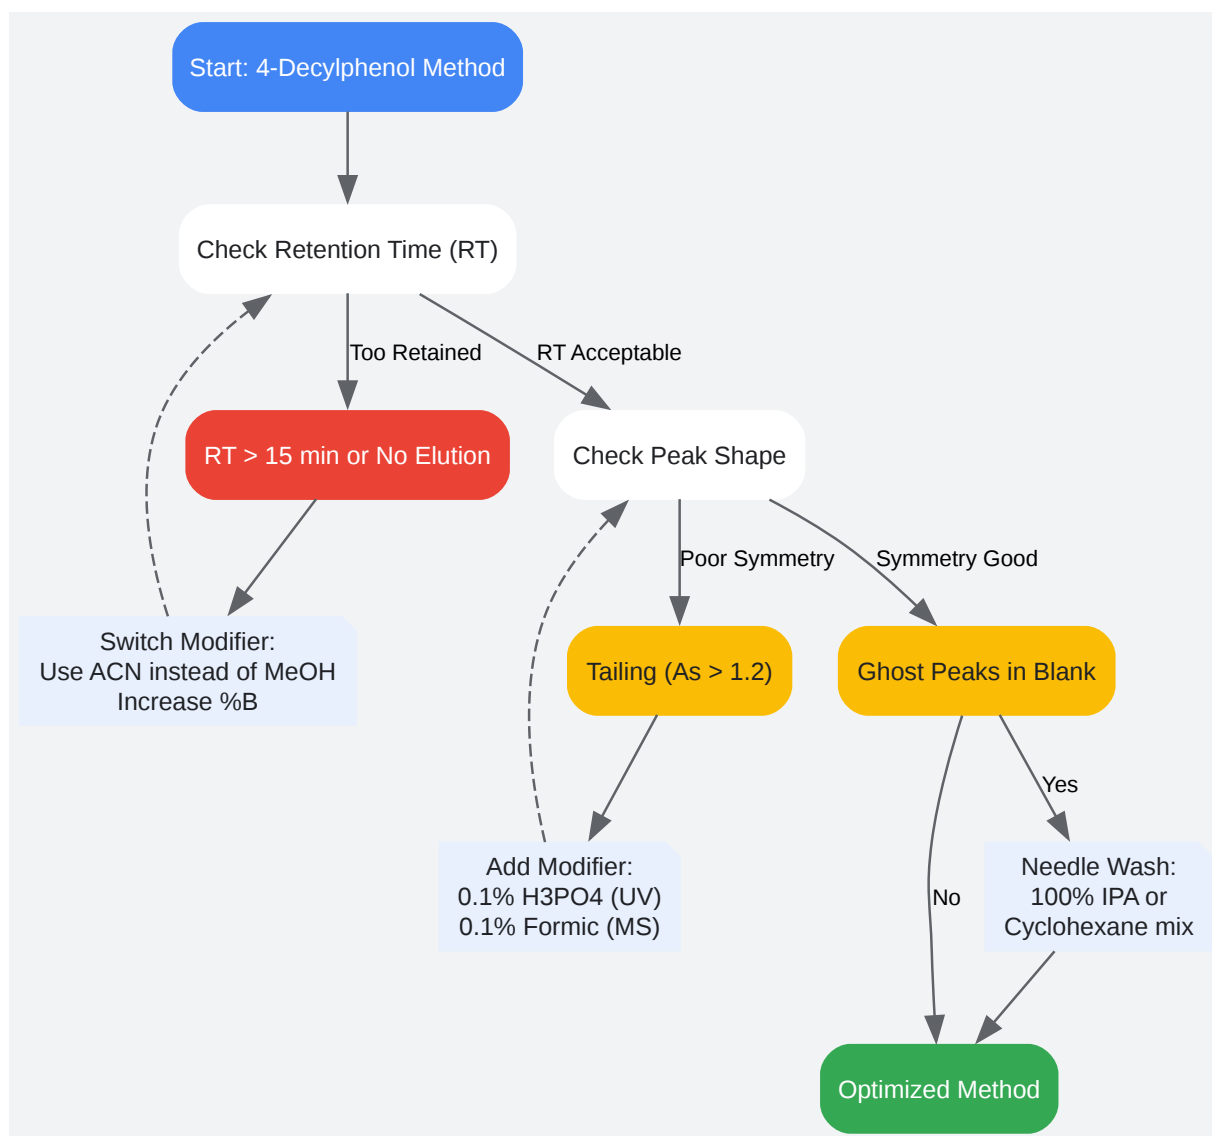 Start: 4-Decylphenol Method
Check Retention Time (RT)
Too Retained
RT Acceptable
RT > 15 min or No Elution
Check Peak Shape
Poor Symmetry
Symmetry Good
Switch Modifier:
Use ACN instead of MeOH
Increase %B
Tailing (As > 1.2)
Ghost Peaks in Blank
Yes
Add Modifier:
0.1% H3PO4 (UV)
0.1% Formic (MS)
No
Needle Wash:
100% IPA or
Cyclohexane mix
Optimized Method